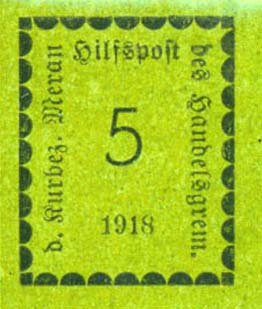 d. Kurbez. Meran
Hilfspost
des Handelsgrem.
5
1918